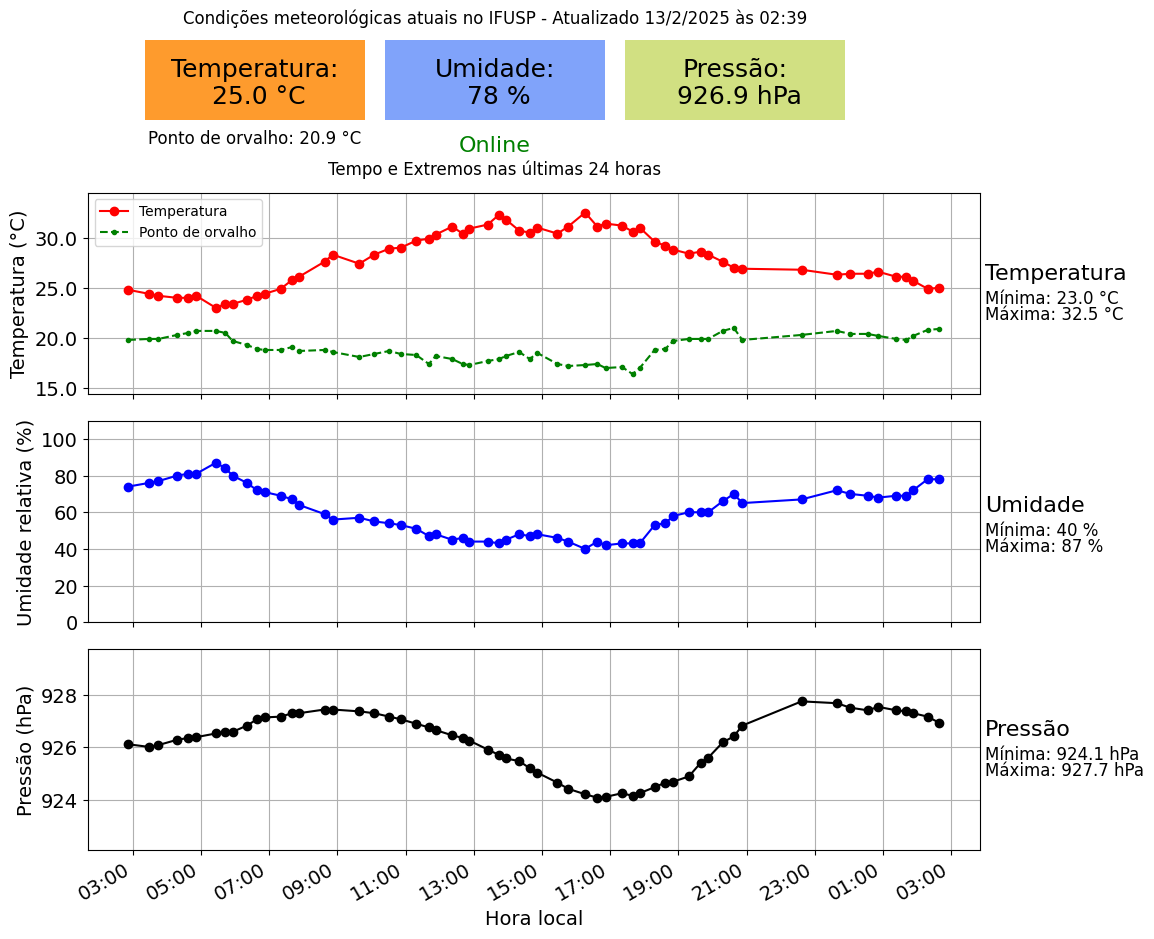 Condições meteorológicas atuais no IFUSP - Atualizado 13/2/2025 às 02:39
Temperatura:
25.0 °C
Umidade:
78 %
Pressão:
926.9 hPa
Ponto de orvalho: 20.9 °C
Online
Tempo e Extremos nas últimas 24 horas
Temperatura (°C)
30.0
25.0
20.0
15.0
Temperatura
Ponto de orvalho
Temperatura
Mínima: 23.0 °C
Máxima: 32.5 °C
Umidade relativa (%)
100
80
60
40
20
0
Umidade
Mínima: 40 %
Máxima: 87 %
Pressão (hPa)
928
926
924
Pressão
Mínima: 924.1 hPa
Máxima: 927.7 hPa
03:00 05:00 07:00 09:00 11:00 13:00 15:00 17:00 19:00 21:00 23:00 01:00 03:00
Hora local